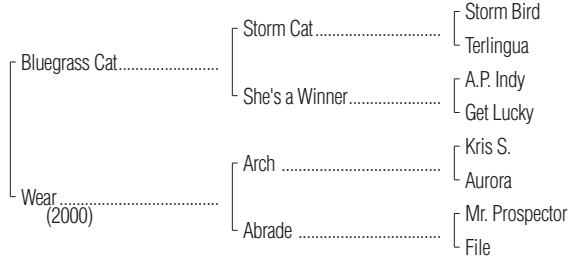 Storm Bird
Storm Cat
Terlingua
Bluegrass Cat
A.P. Indy
She's a Winner
Get Lucky
Kris S.
Arch
Aurora
Wear
(2000)
Mr. Prospector
Abrade
File